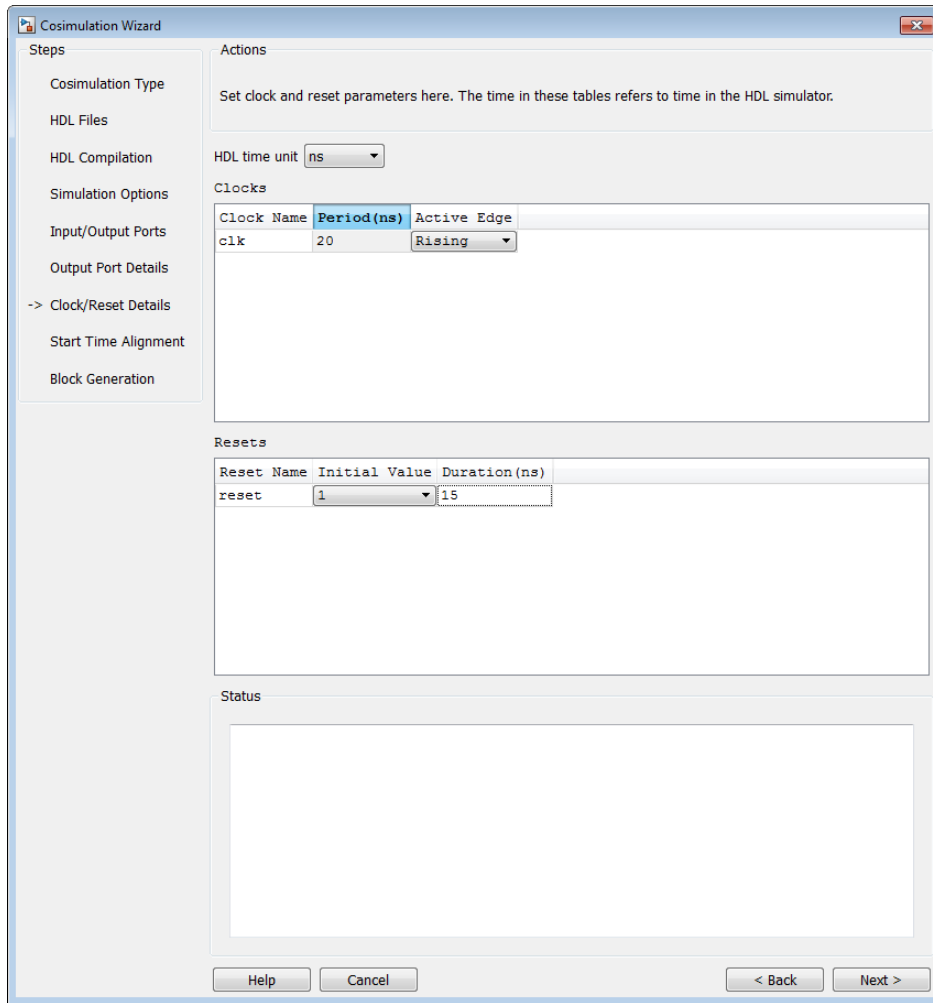 Cosimulation Wizard
Steps
Cosimulation Type
HDL Files
HDL Compilation
Simulation Options
Input/Output Ports
Output Port Details
-> Clock/Reset Details
Start Time Alignment
Block Generation
Actions
Set clock and reset parameters here. The time in these tables refers to time in the HDL simulator.
HDL time unit ns
Clocks
Clock Name Period(ns) Active Edge
clk 20 Rising
Resets
Reset Name Initial Value Duration(ns)
reset 1 15
Status
Help Cancel < Back Next >